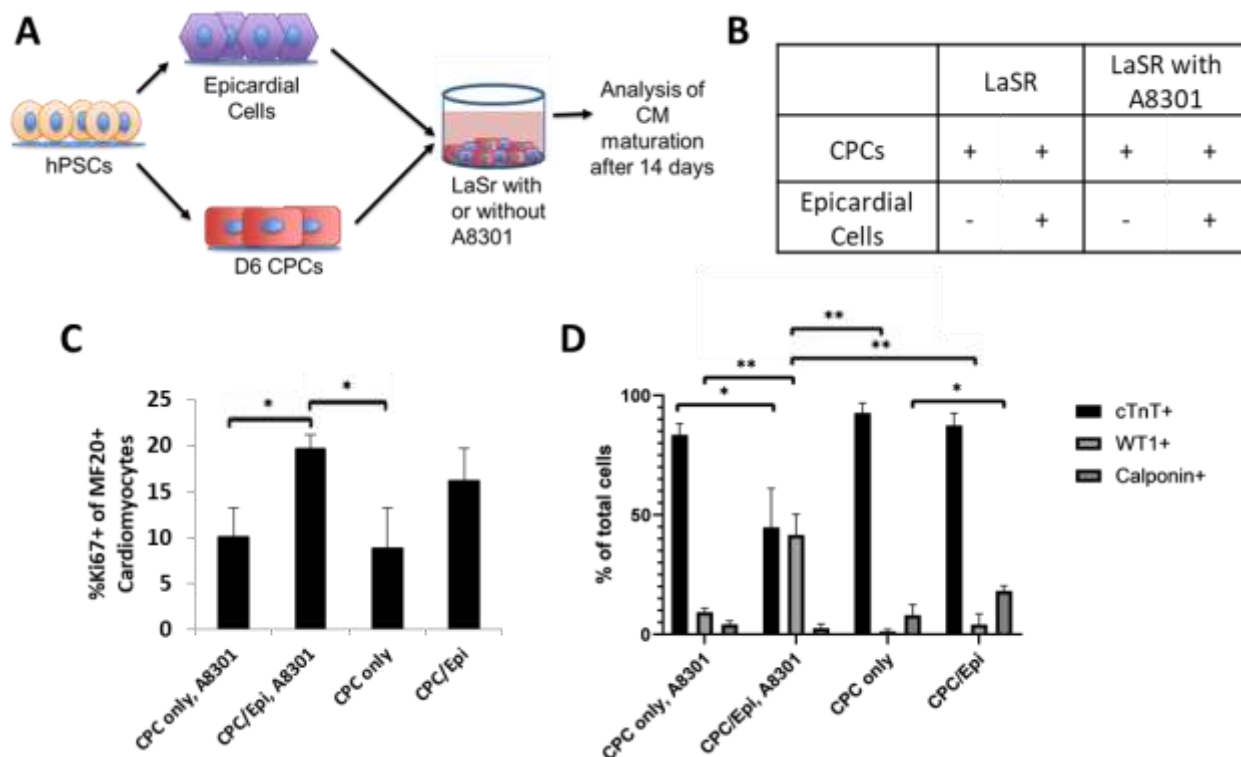 A
hPSCs
Epicardial
Cells
D6 CPCs
LaSr with
or without
A8301
Analysis of
CM
maturation
after 14 days
B
LaSR
LaSR with
A8301
CPCs
+
+
+
+
Epicardial
Cells
-
+
-
+
C
%Ki67+ of MF20+
Cardiomyocytes
25
20
15
10
5
0
*
*
CPC only, A8301
CPC/Epi, A8301
CPC only
CPC/Epi
D
% of total cells
100
50
0
**
**
**
*
*
CPC only, A8301
CPC/Epi, A8301
CPC only
CPC/Epi
cTnT+
WT1+
Calponin+